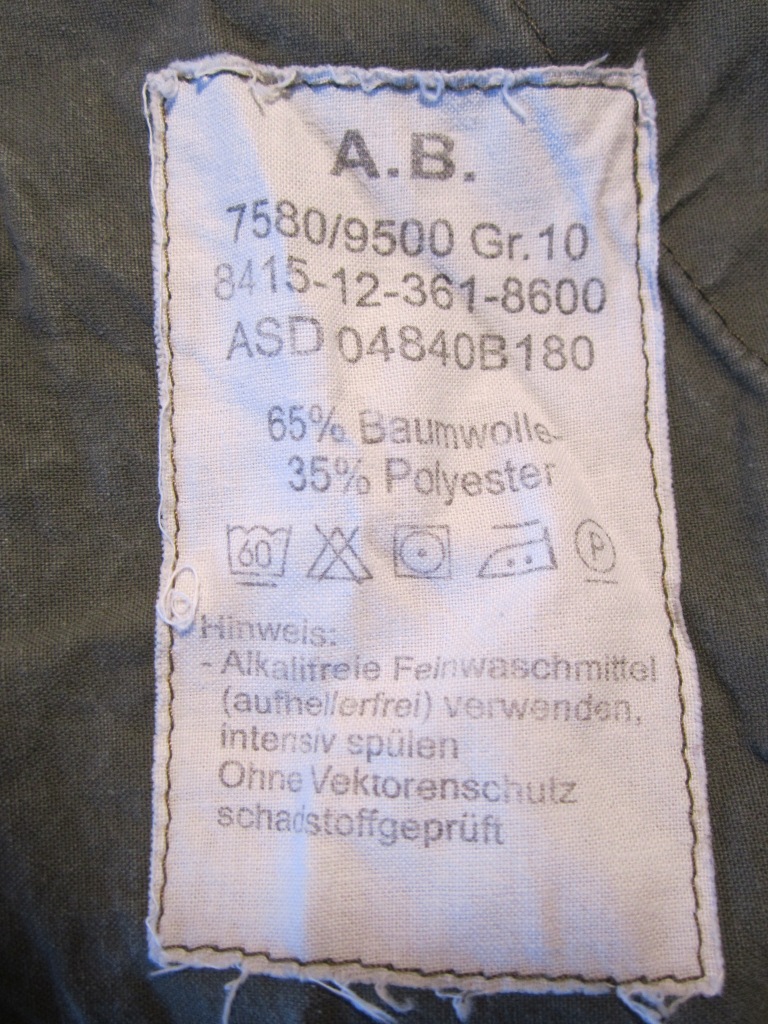 A.B.
7580/9500 Gr.10
8415-12-361-8600
ASD 04840B180
65% Baumwolle
35% Polyester
60 P
Hinweis:
- Alkalifreie Feinwaschmittel
(aufhellerfrei) verwenden,
intensiv spülen
Ohne Vektorenschutz
schadstoffgeprüft